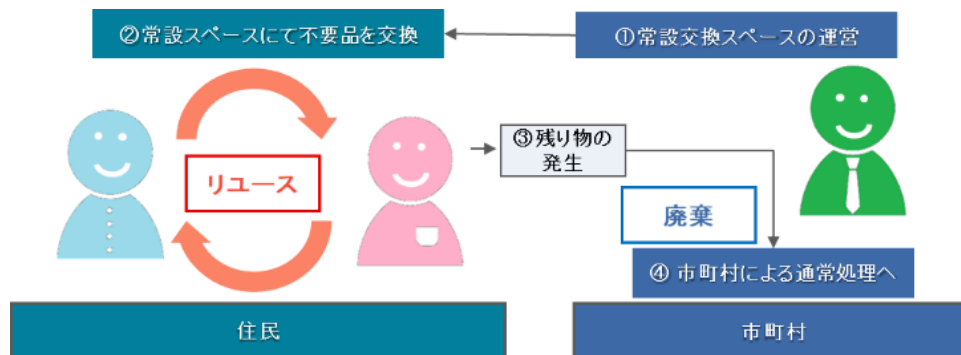 ②常設スペースにて不要品を交換
①常設交換スペースの運営
リユース
③残り物の
発生
廃棄
④ 市町村による通常処理へ
住民
市町村